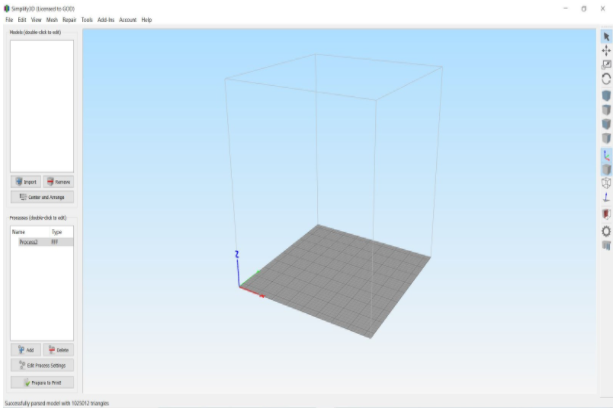 Simplify3D (Licensed to GOD)
File Edit View Mesh Repair Tools Add-Ins Account Help
Models (double-click to edit)
Import Remove
Center and Arrange
Processes (double-click to edit)
Name Type
Process2 FFF
Add Delete
Edit Process Settings
Prepare to Print!
Z
Successfully parsed model with 1025012 triangles